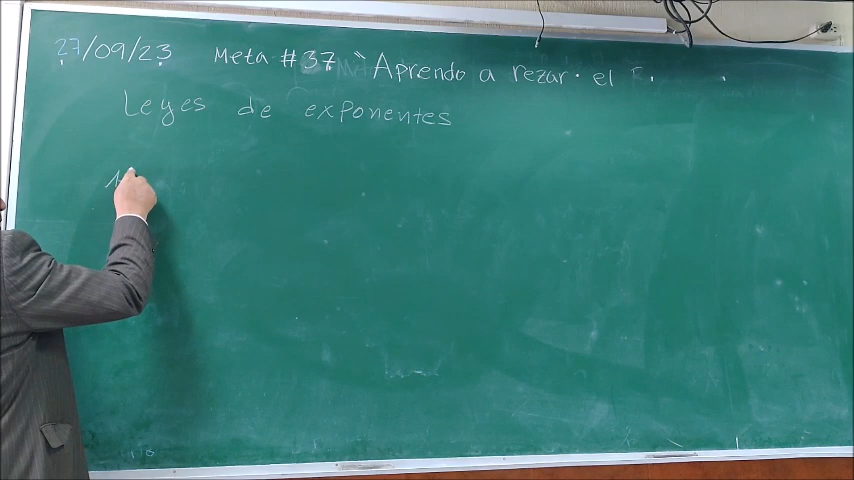 27/09/23 Meta #37 "Aprendo a rezar. el
Leyes de exponentes